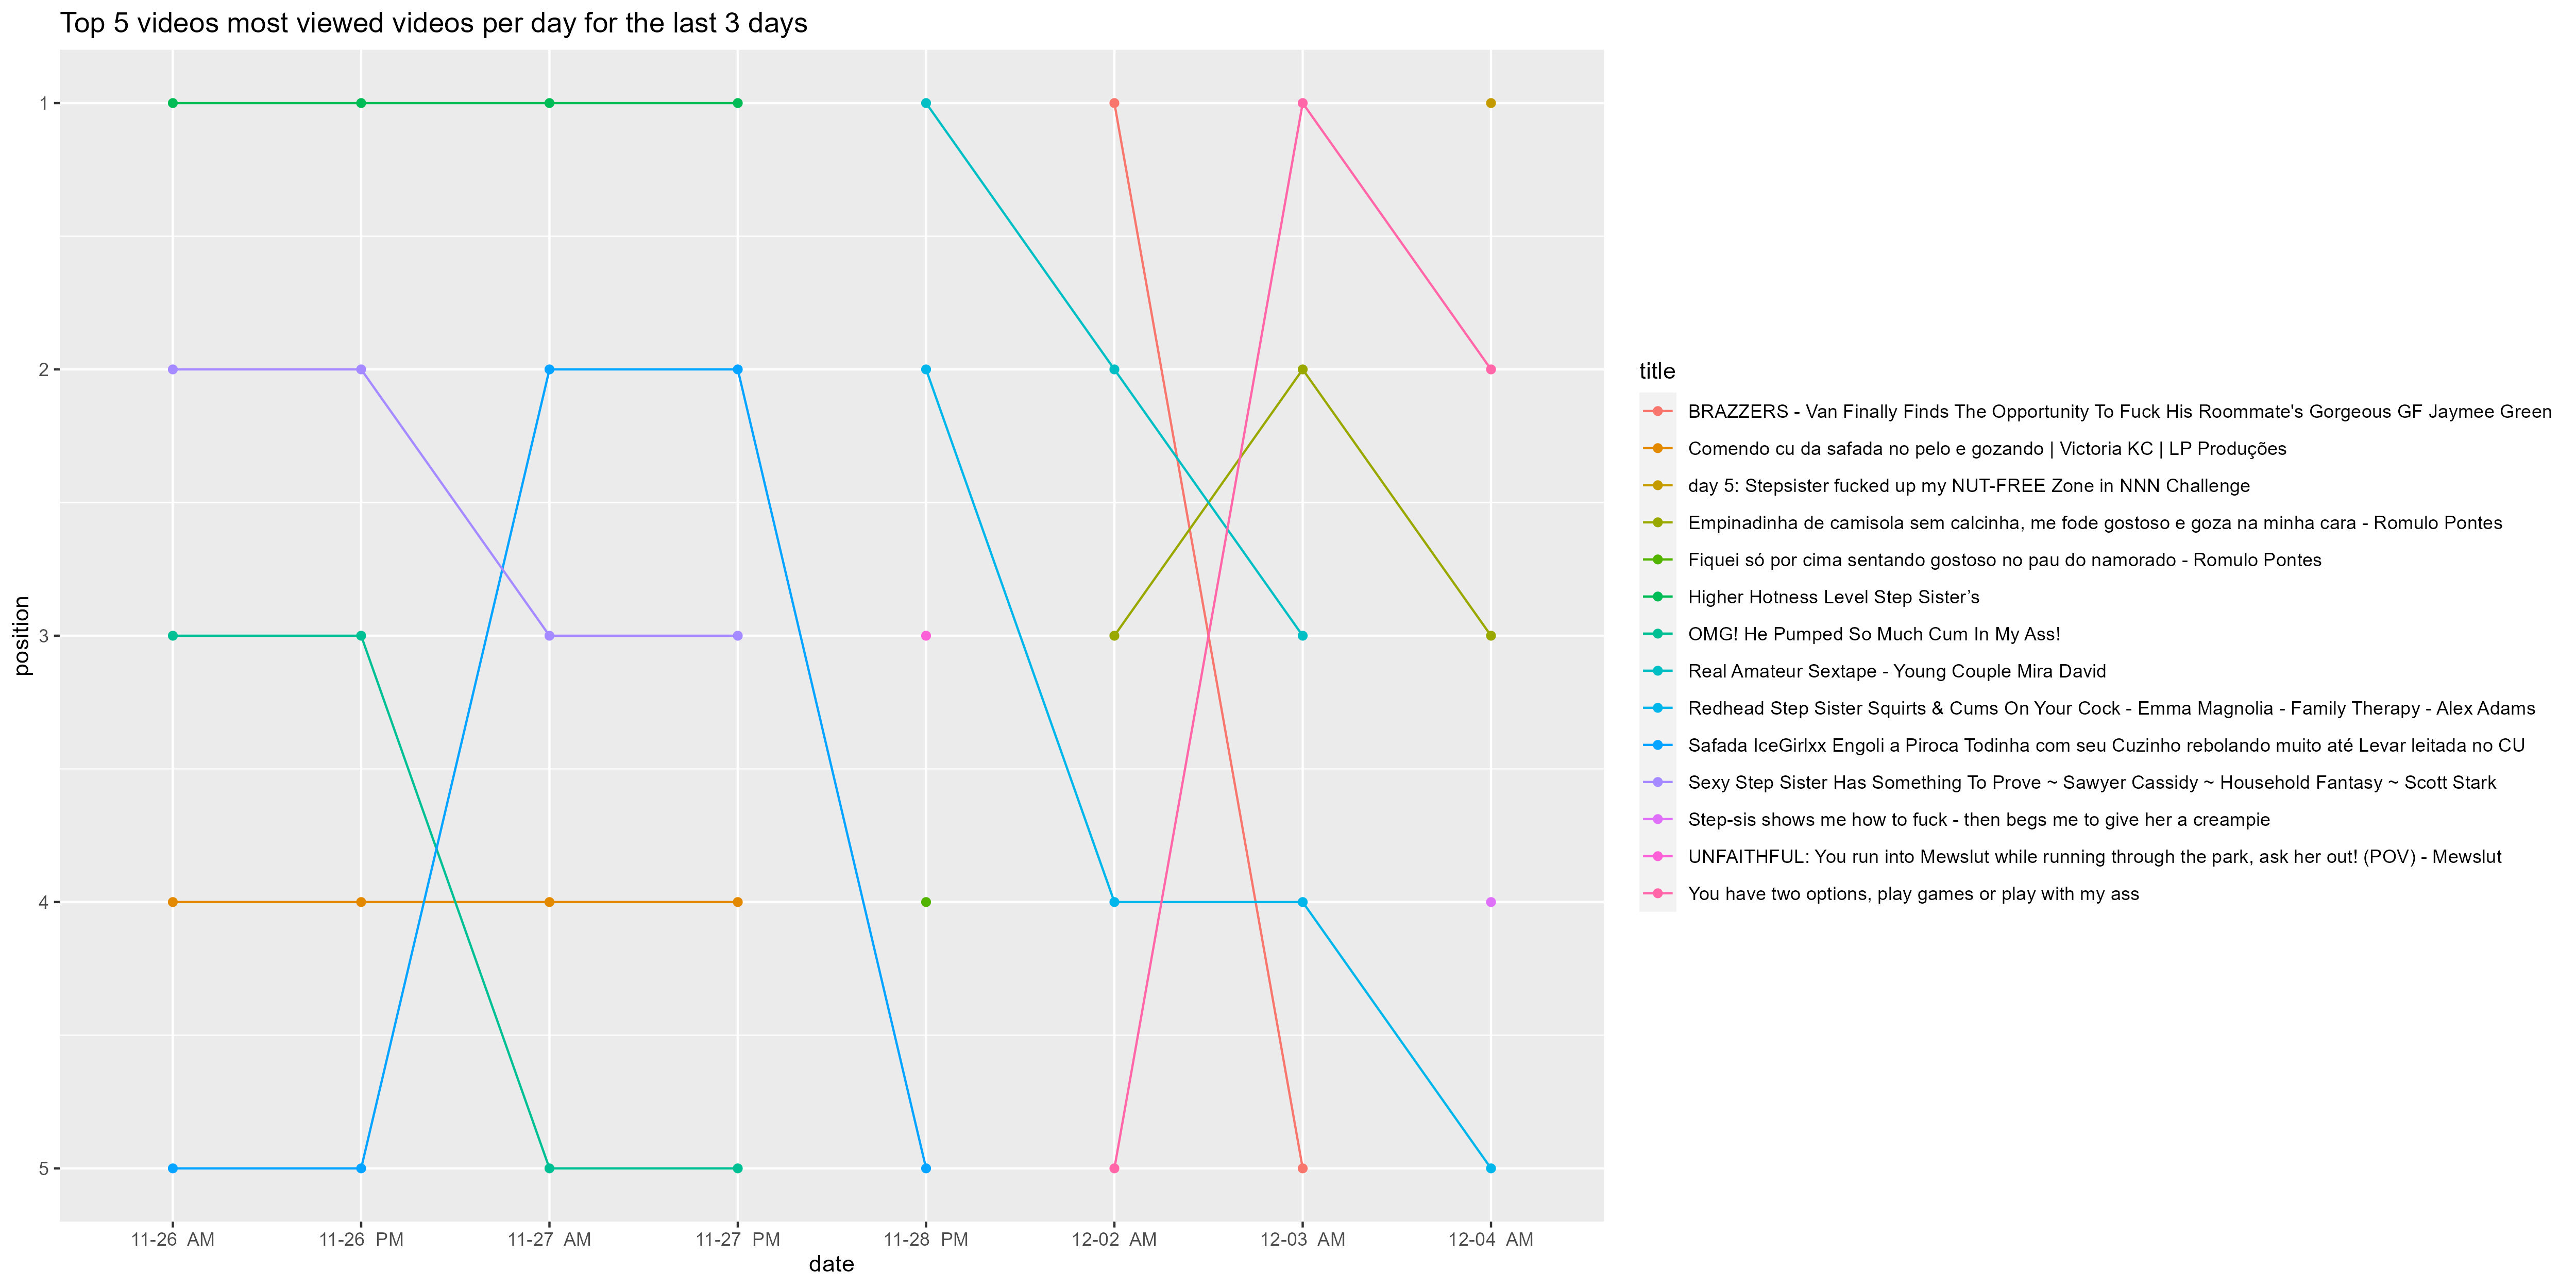 Top 5 videos most viewed videos per day for the last 3 days
1
2
3
4
5
position
11-26 AM
11-26 PM
11-27 AM
11-27 PM
11-28 PM
12-02 AM
12-03 AM
12-04 AM
date
title
BRAZZERS - Van Finally Finds The Opportunity To Fuck His Roommate's Gorgeous GF Jaymee Green
Comendo cu da safada no pelo e gozando | Victoria KC | LP Produções
day 5: Stepsister fucked up my NUT-FREE Zone in NNN Challenge
Empinadinha de camisola sem calcinha, me fode gostoso e goza na minha cara - Romulo Pontes
Fiquei só por cima sentando gostoso no pau do namorado - Romulo Pontes
Higher Hotness Level Step Sister’s
OMG! He Pumped So Much Cum In My Ass!
Real Amateur Sextape - Young Couple Mira David
Redhead Step Sister Squirts & Cums On Your Cock - Emma Magnolia - Family Therapy - Alex Adams
Safada IceGirlxx Engoli a Piroca Todinha com seu Cuzinho rebolando muito até Levar leitada no CU
Sexy Step Sister Has Something To Prove ~ Sawyer Cassidy ~ Household Fantasy ~ Scott Stark
Step-sis shows me how to fuck - then begs me to give her a creampie
UNFAITHFUL: You run into Mewslut while running through the park, ask her out! (POV) - Mewslut
You have two options, play games or play with my ass